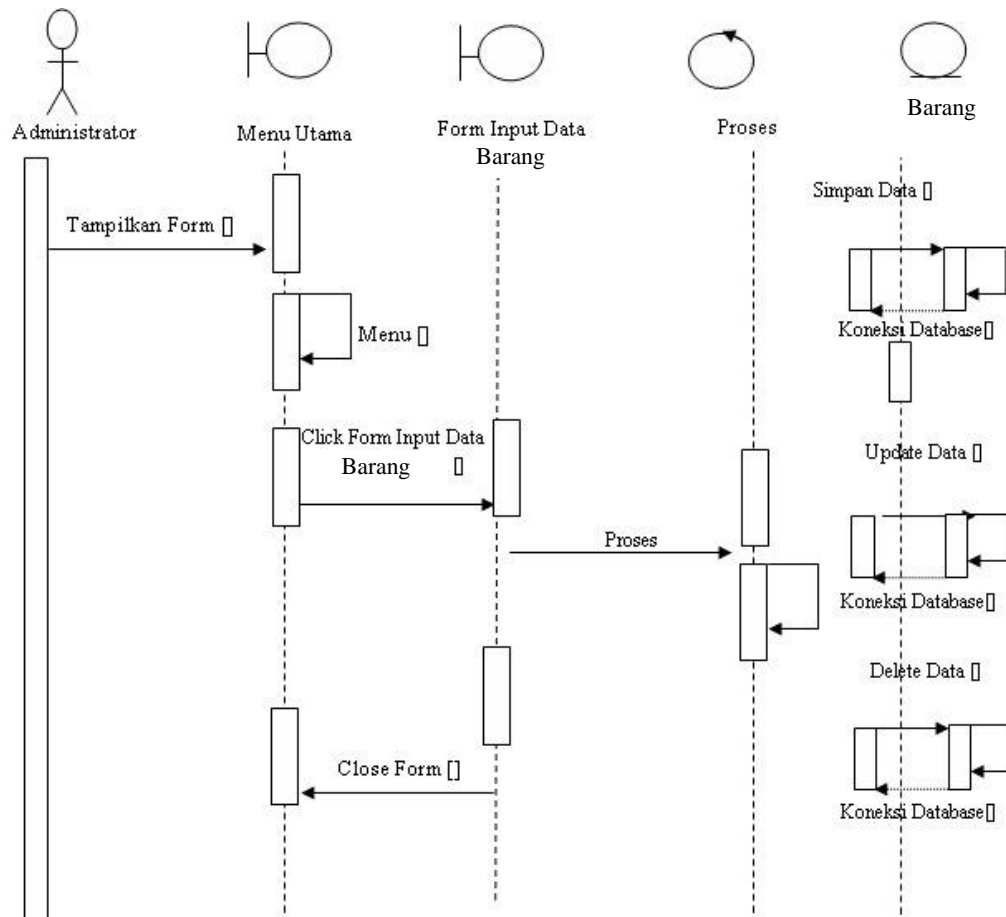 Administrator
Menu Utama
Form Input Data
Barang
Proses
Barang
Simpan Data []
Tampilkan Form []
Koneksi Database[]
Menu []
Click Form Input Data
Barang []
Update Data []
Proses
Koneksi Database[]
Delete Data []
Close Form []
Koneksi Database[]